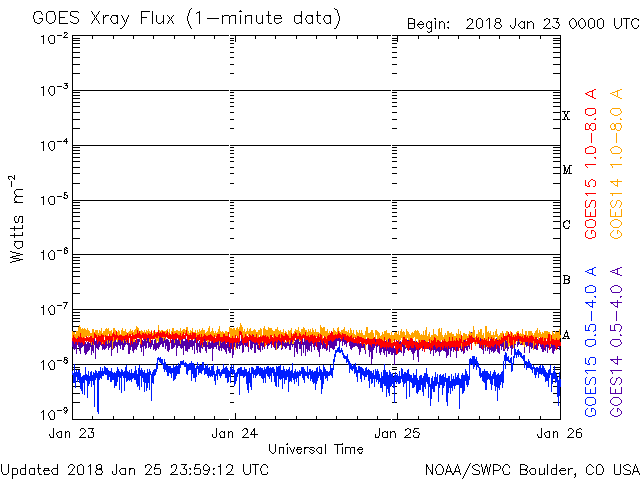 GOES Xray Flux (1-minute data)
Begin: 2018 Jan 23 0000 UTC
Watts m⁻²
10⁻²
10⁻³
10⁻⁴
10⁻⁵
10⁻⁶
10⁻⁷
10⁻⁸
10⁻⁹
X
M
C
B
A
GOES15 1.0-8.0 A
GOES14 1.0-8.0 A
GOES15 0.5-4.0 A
GOES14 0.5-4.0 A
Jan 23
Jan 24
Jan 25
Jan 26
Universal Time
Updated 2018 Jan 25 23:59:12 UTC
NOAA/SWPC Boulder, CO USA